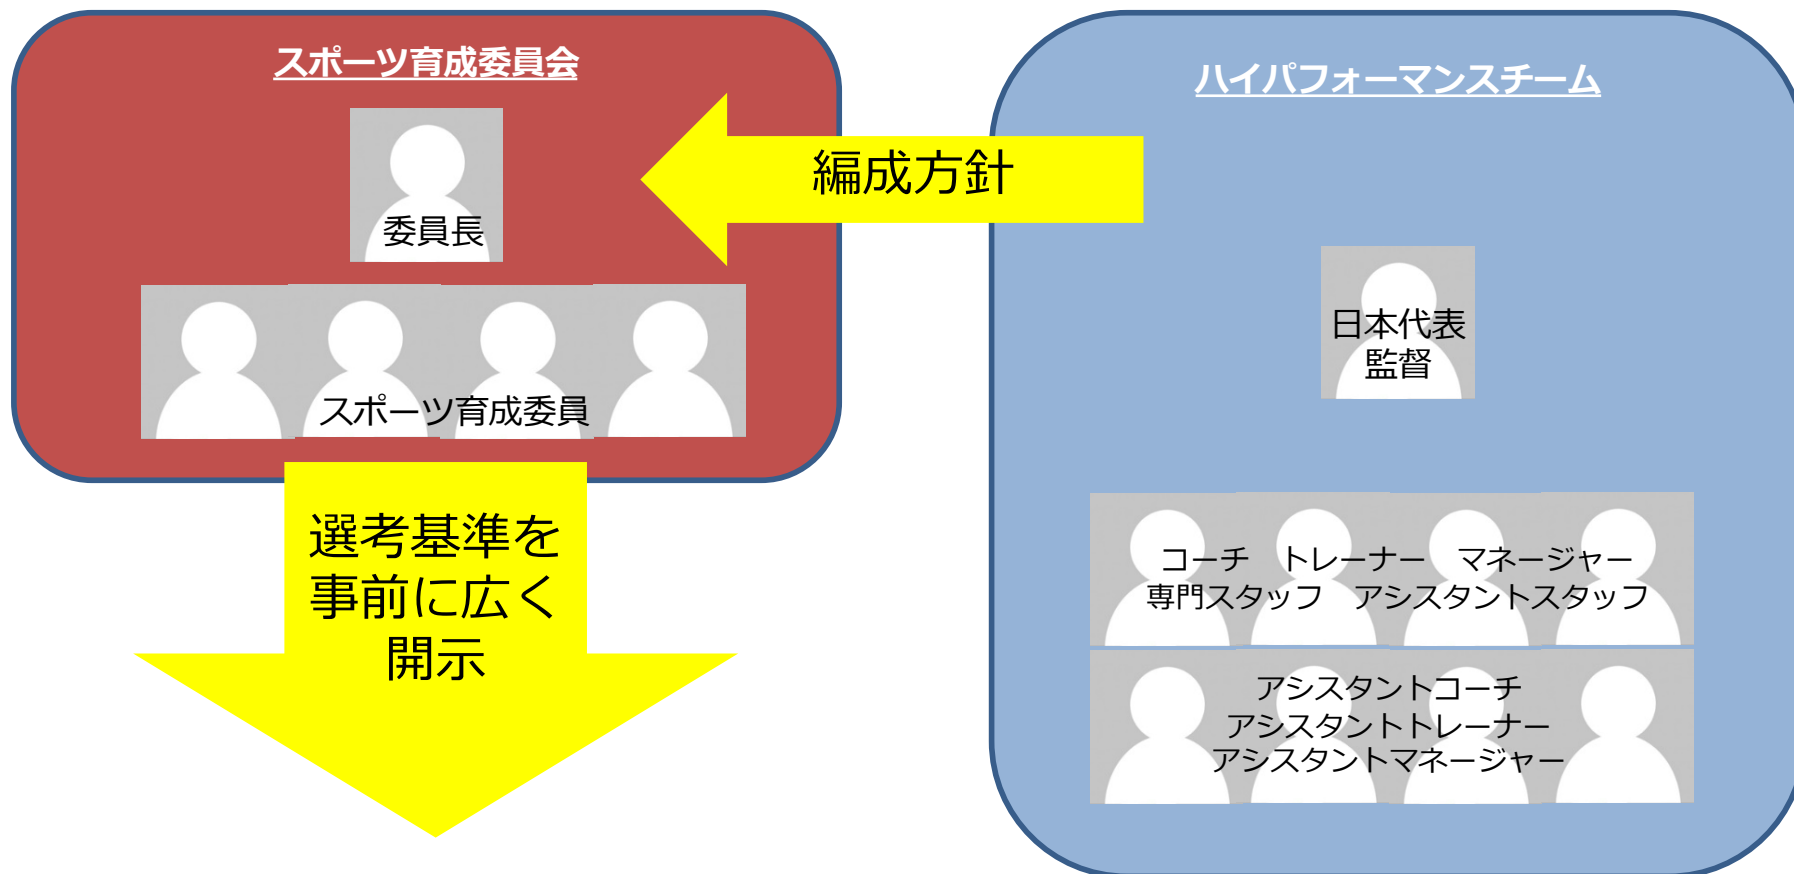 スポーツ育成委員会
委員長
スポーツ育成委員
選考基準を
事前に広く
開示
編成方針
ハイパフォーマンスチーム
日本代表
監督
コーチ　トレーナー　マネージャー
専門スタッフ　アシスタントスタッフ
アシスタントコーチ
アシスタントトレーナー
アシスタントマネージャー